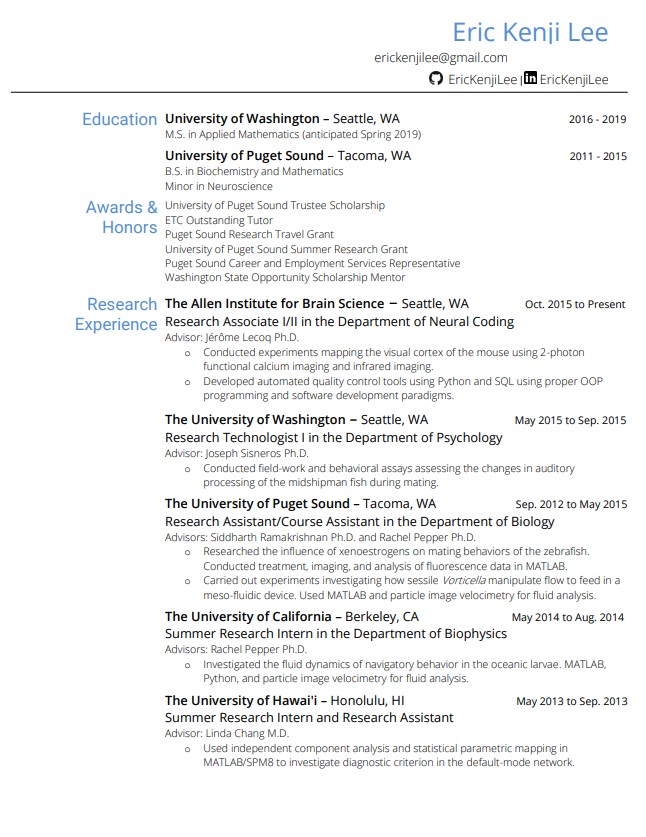 Eric Kenji Lee
erickenjilee@gmail.com
EricKenjiLee | EricKenjiLee
Education
University of Washington – Seattle, WA 2016 - 2019
M.S. in Applied Mathematics (anticipated Spring 2019)
University of Puget Sound – Tacoma, WA 2011 - 2015
B.S. in Biochemistry and Mathematics
Minor in Neuroscience
Awards &
Honors
University of Puget Sound Trustee Scholarship
ETC Outstanding Tutor
Puget Sound Research Travel Grant
University of Puget Sound Summer Research Grant
Puget Sound Career and Employment Services Representative
Washington State Opportunity Scholarship Mentor
Research
Experience
The Allen Institute for Brain Science – Seattle, WA Oct. 2015 to Present
Research Associate I/II in the Department of Neural Coding
Advisor: Jérôme Lecoq Ph.D.
o Conducted experiments mapping the visual cortex of the mouse using 2-photon
functional calcium imaging and infrared imaging.
o Developed automated quality control tools using Python and SQL using proper OOP
programming and software development paradigms.
The University of Washington – Seattle, WA May 2015 to Sep. 2015
Research Technologist I in the Department of Psychology
Advisor: Joseph Sisneros Ph.D.
o Conducted field-work and behavioral assays assessing the changes in auditory
processing of the midshipman fish during mating.
The University of Puget Sound – Tacoma, WA Sep. 2012 to May 2015
Research Assistant/Course Assistant in the Department of Biology
Advisors: Siddharth Ramakrishnan Ph.D. and Rachel Pepper Ph.D.
o Researched the influence of xenoestrogens on mating behaviors of the zebrafish.
Conducted treatment, imaging, and analysis of fluorescence data in MATLAB.
o Carried out experiments investigating how sessile Vorticella manipulate flow to feed in a
meso-fluidic device. Used MATLAB and particle image velocimetry for fluid analysis.
The University of California – Berkeley, CA May 2014 to Aug. 2014
Summer Research Intern in the Department of Biophysics
Advisors: Rachel Pepper Ph.D.
o Investigated the fluid dynamics of navigatory behavior in the oceanic larvae. MATLAB,
Python, and particle image velocimetry for fluid analysis.
The University of Hawai'i – Honolulu, HI May 2013 to Sep. 2013
Summer Research Intern and Research Assistant
Advisor: Linda Chang M.D.
o Used independent component analysis and statistical parametric mapping in
MATLAB/SPM8 to investigate diagnostic criterion in the default-mode network.